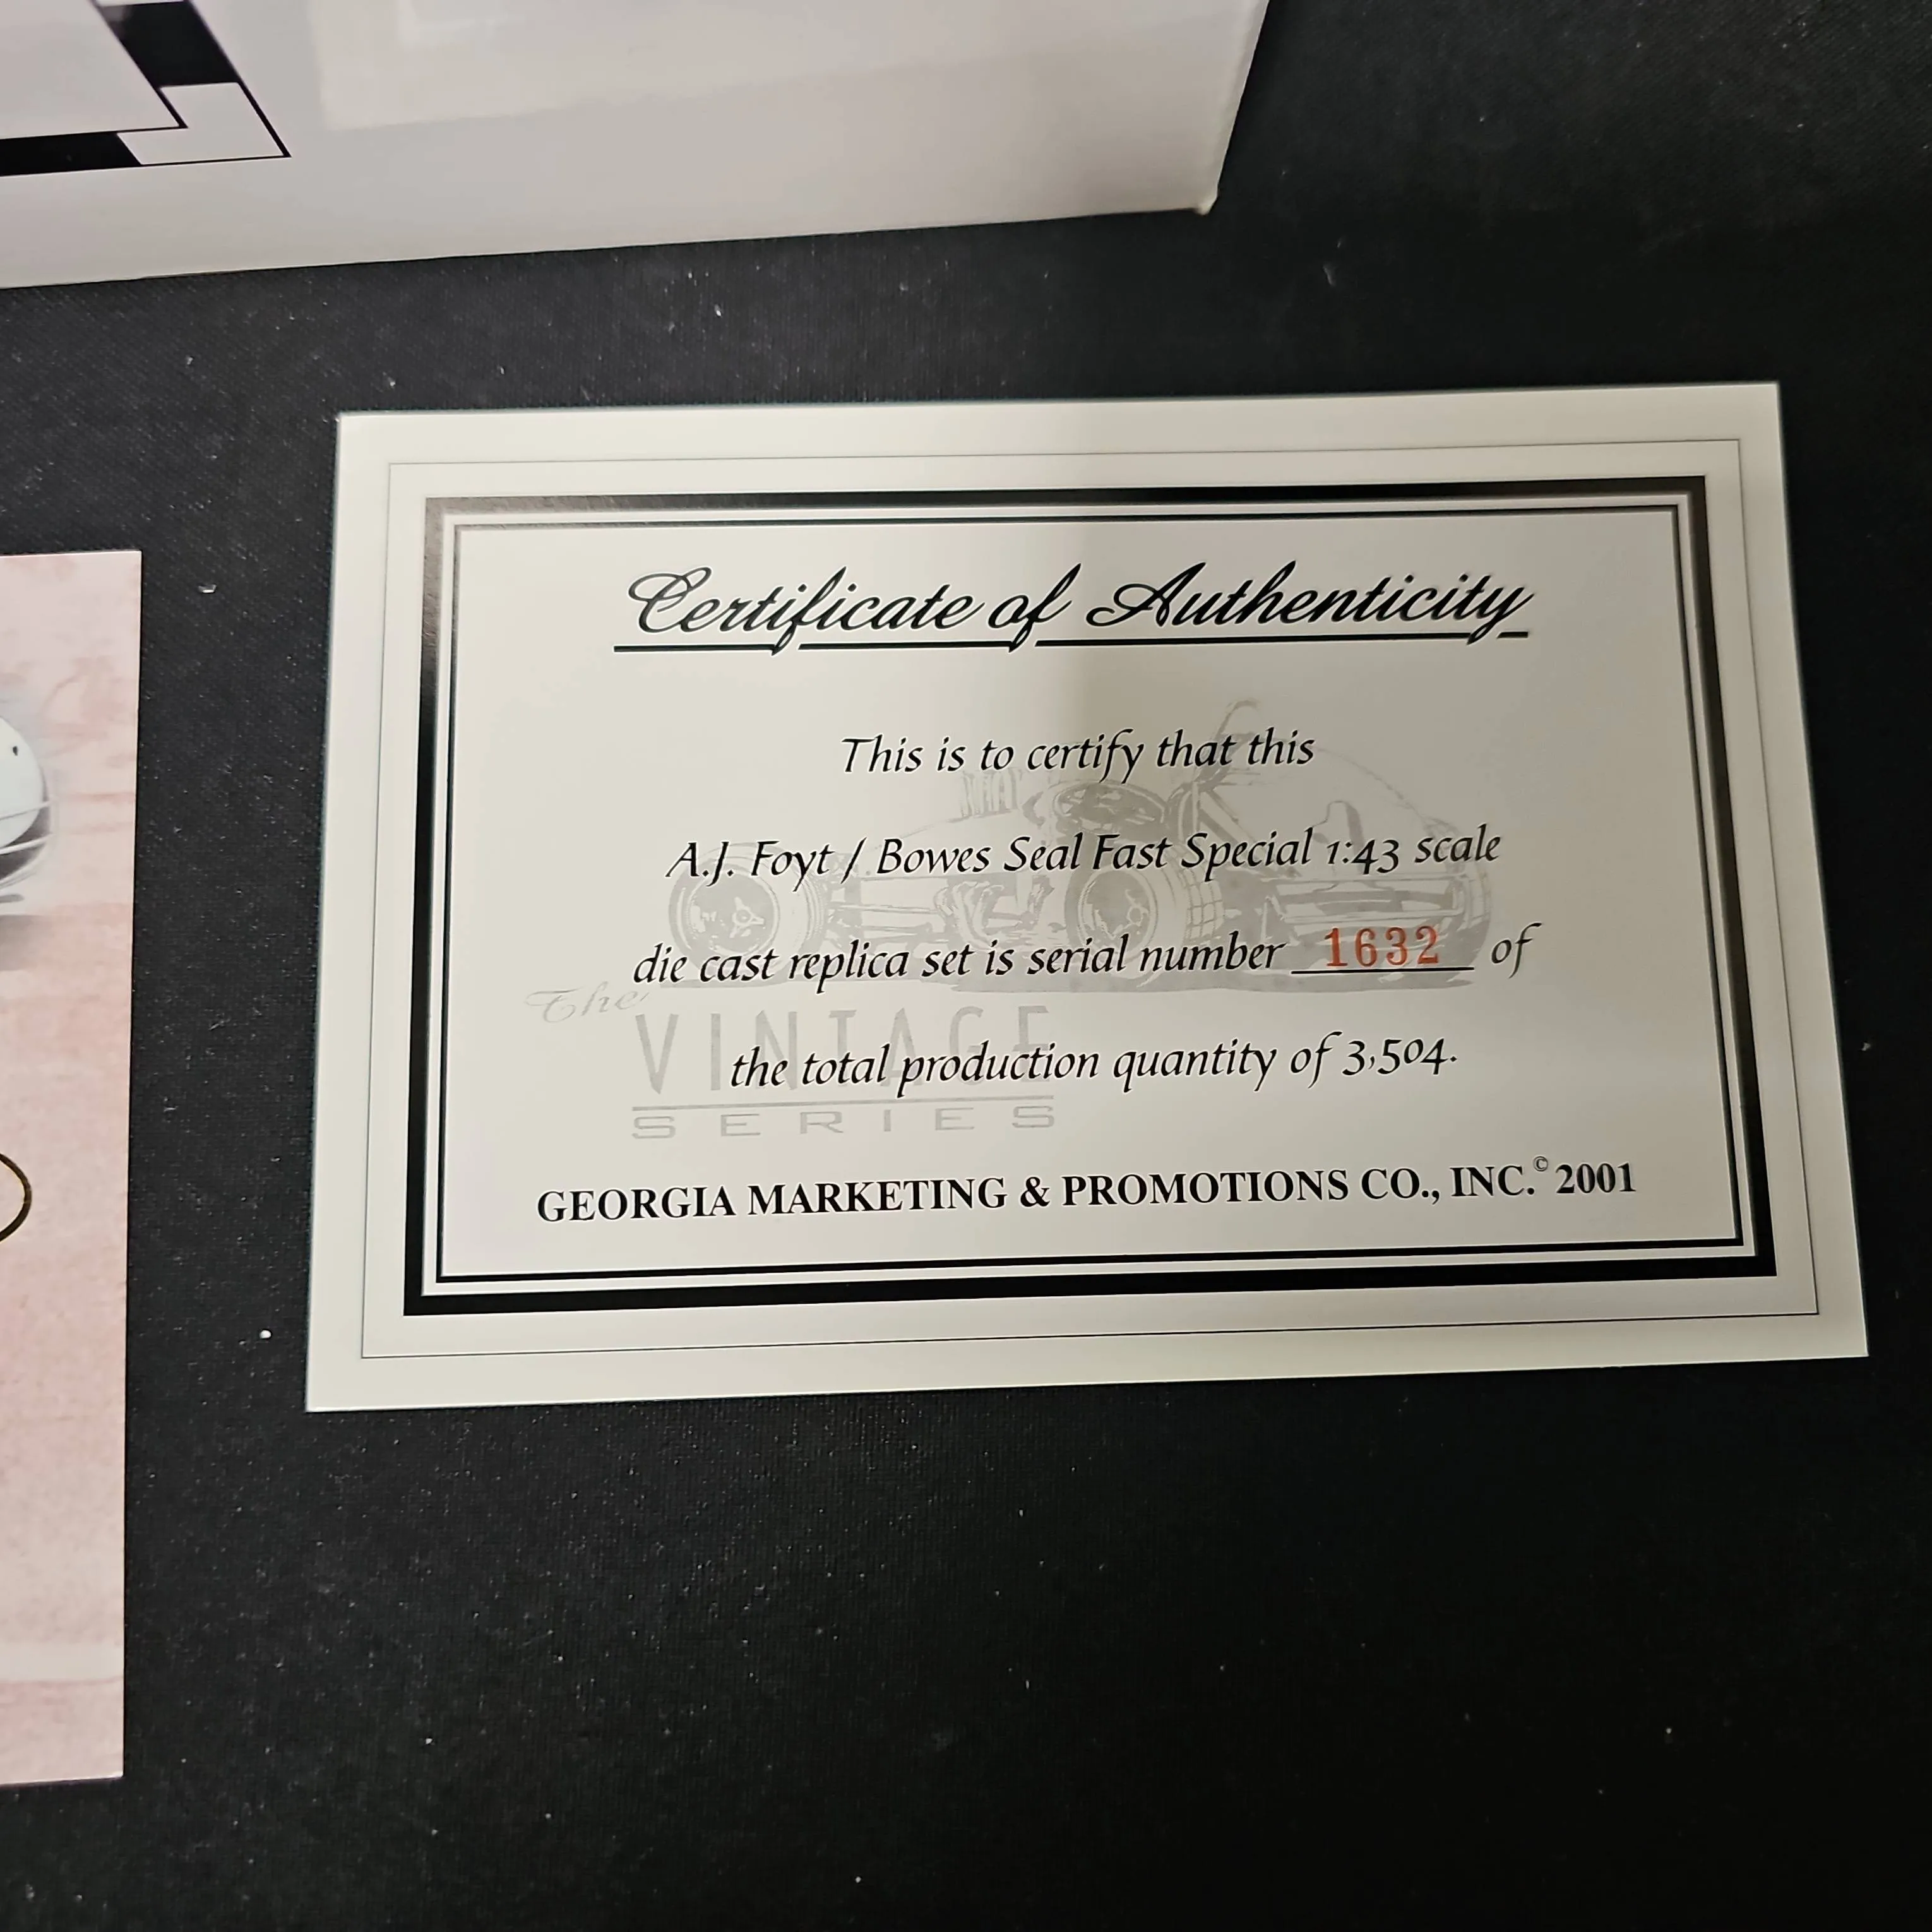 Certificate of Authenticity
This is to certify that this
A.J. Foyt / Bowes Seal Fast Special 1:43 scale
die cast replica set is serial number 1632 of
the total production quantity of 3,504.
The
VINTAGE
SERIES
GEORGIA MARKETING & PROMOTIONS CO., INC.© 2001